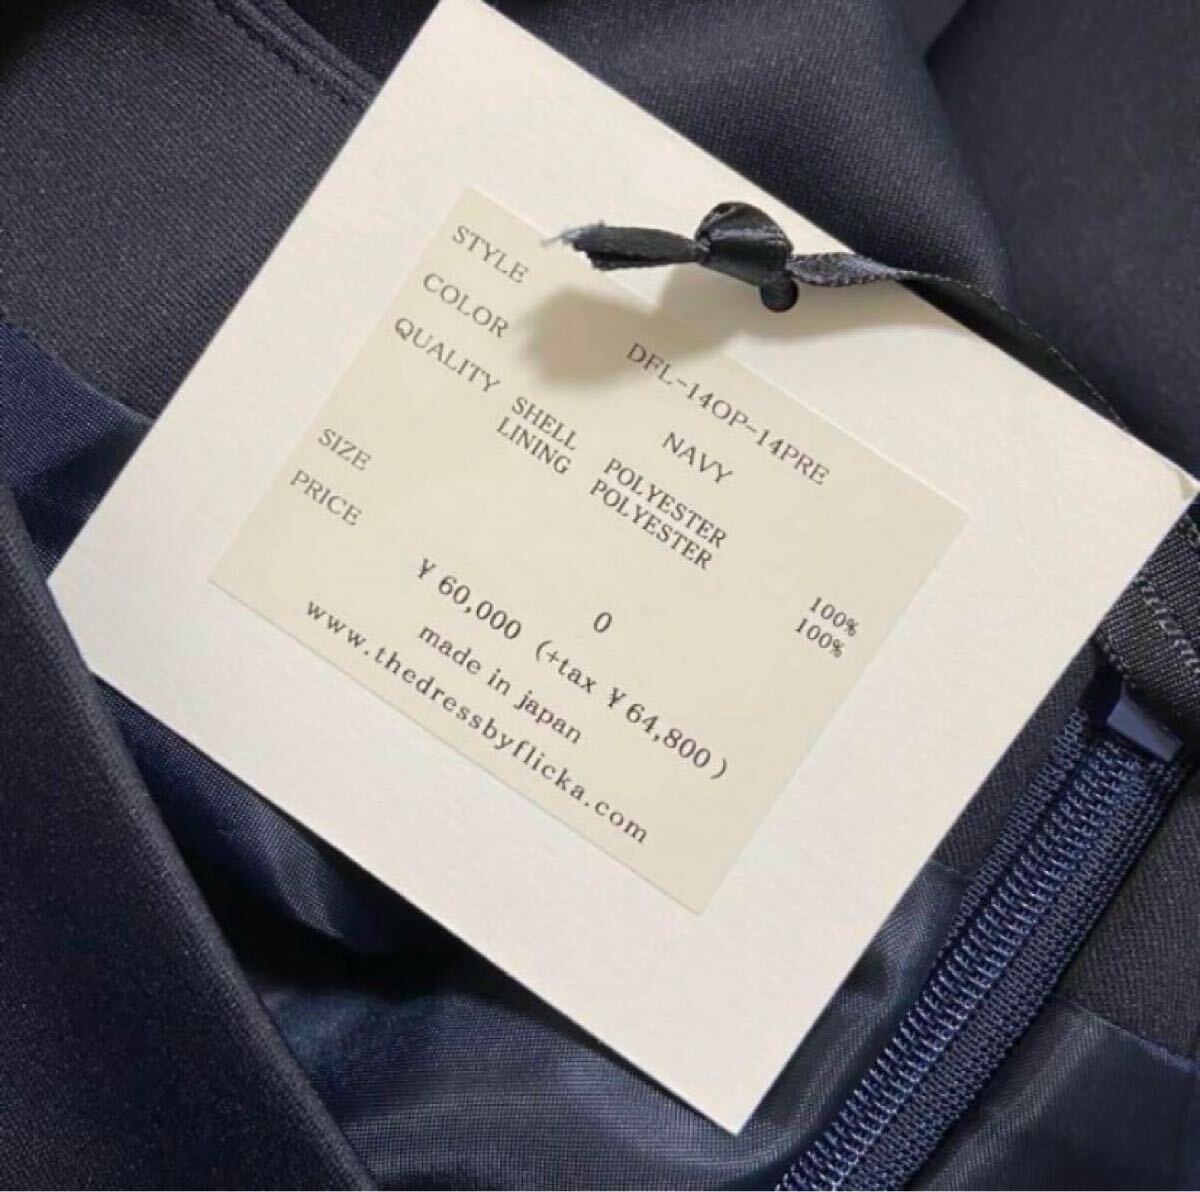 STYLE DFL-14OP-14PRE
COLOR NAVY
QUALITY SHELL POLYESTER 100%
LINING POLYESTER 100%
SIZE 0
PRICE ¥60,000 (+tax ¥64,800)
made in japan
www.thedressbyflicka.com